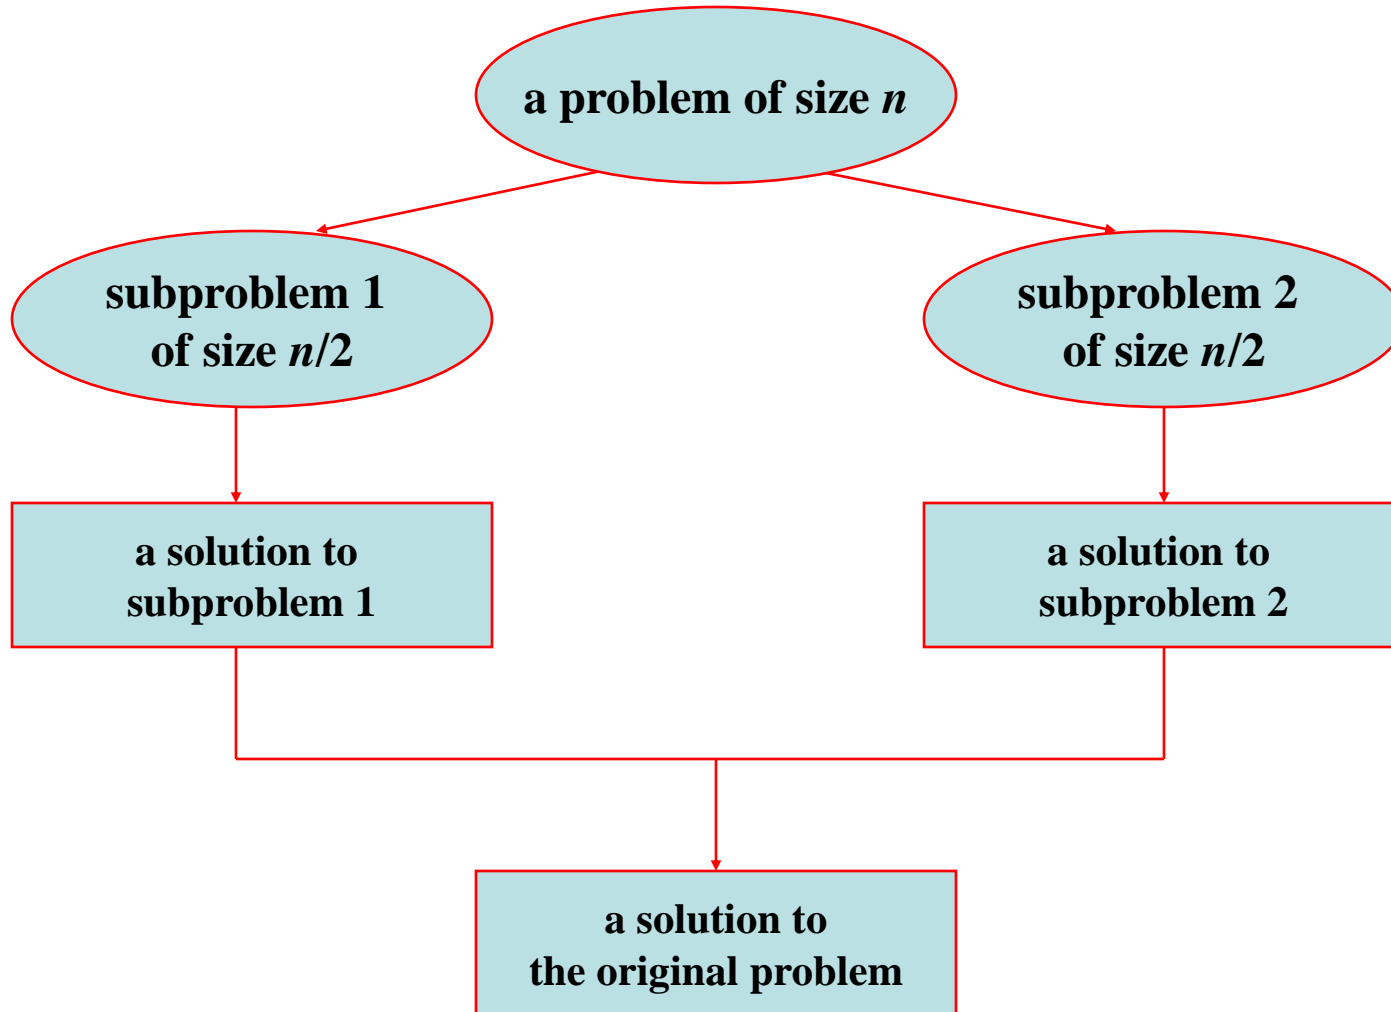 a problem of size n
subproblem 1
of size n/2
subproblem 2
of size n/2
a solution to
subproblem 1
a solution to
subproblem 2
a solution to
the original problem